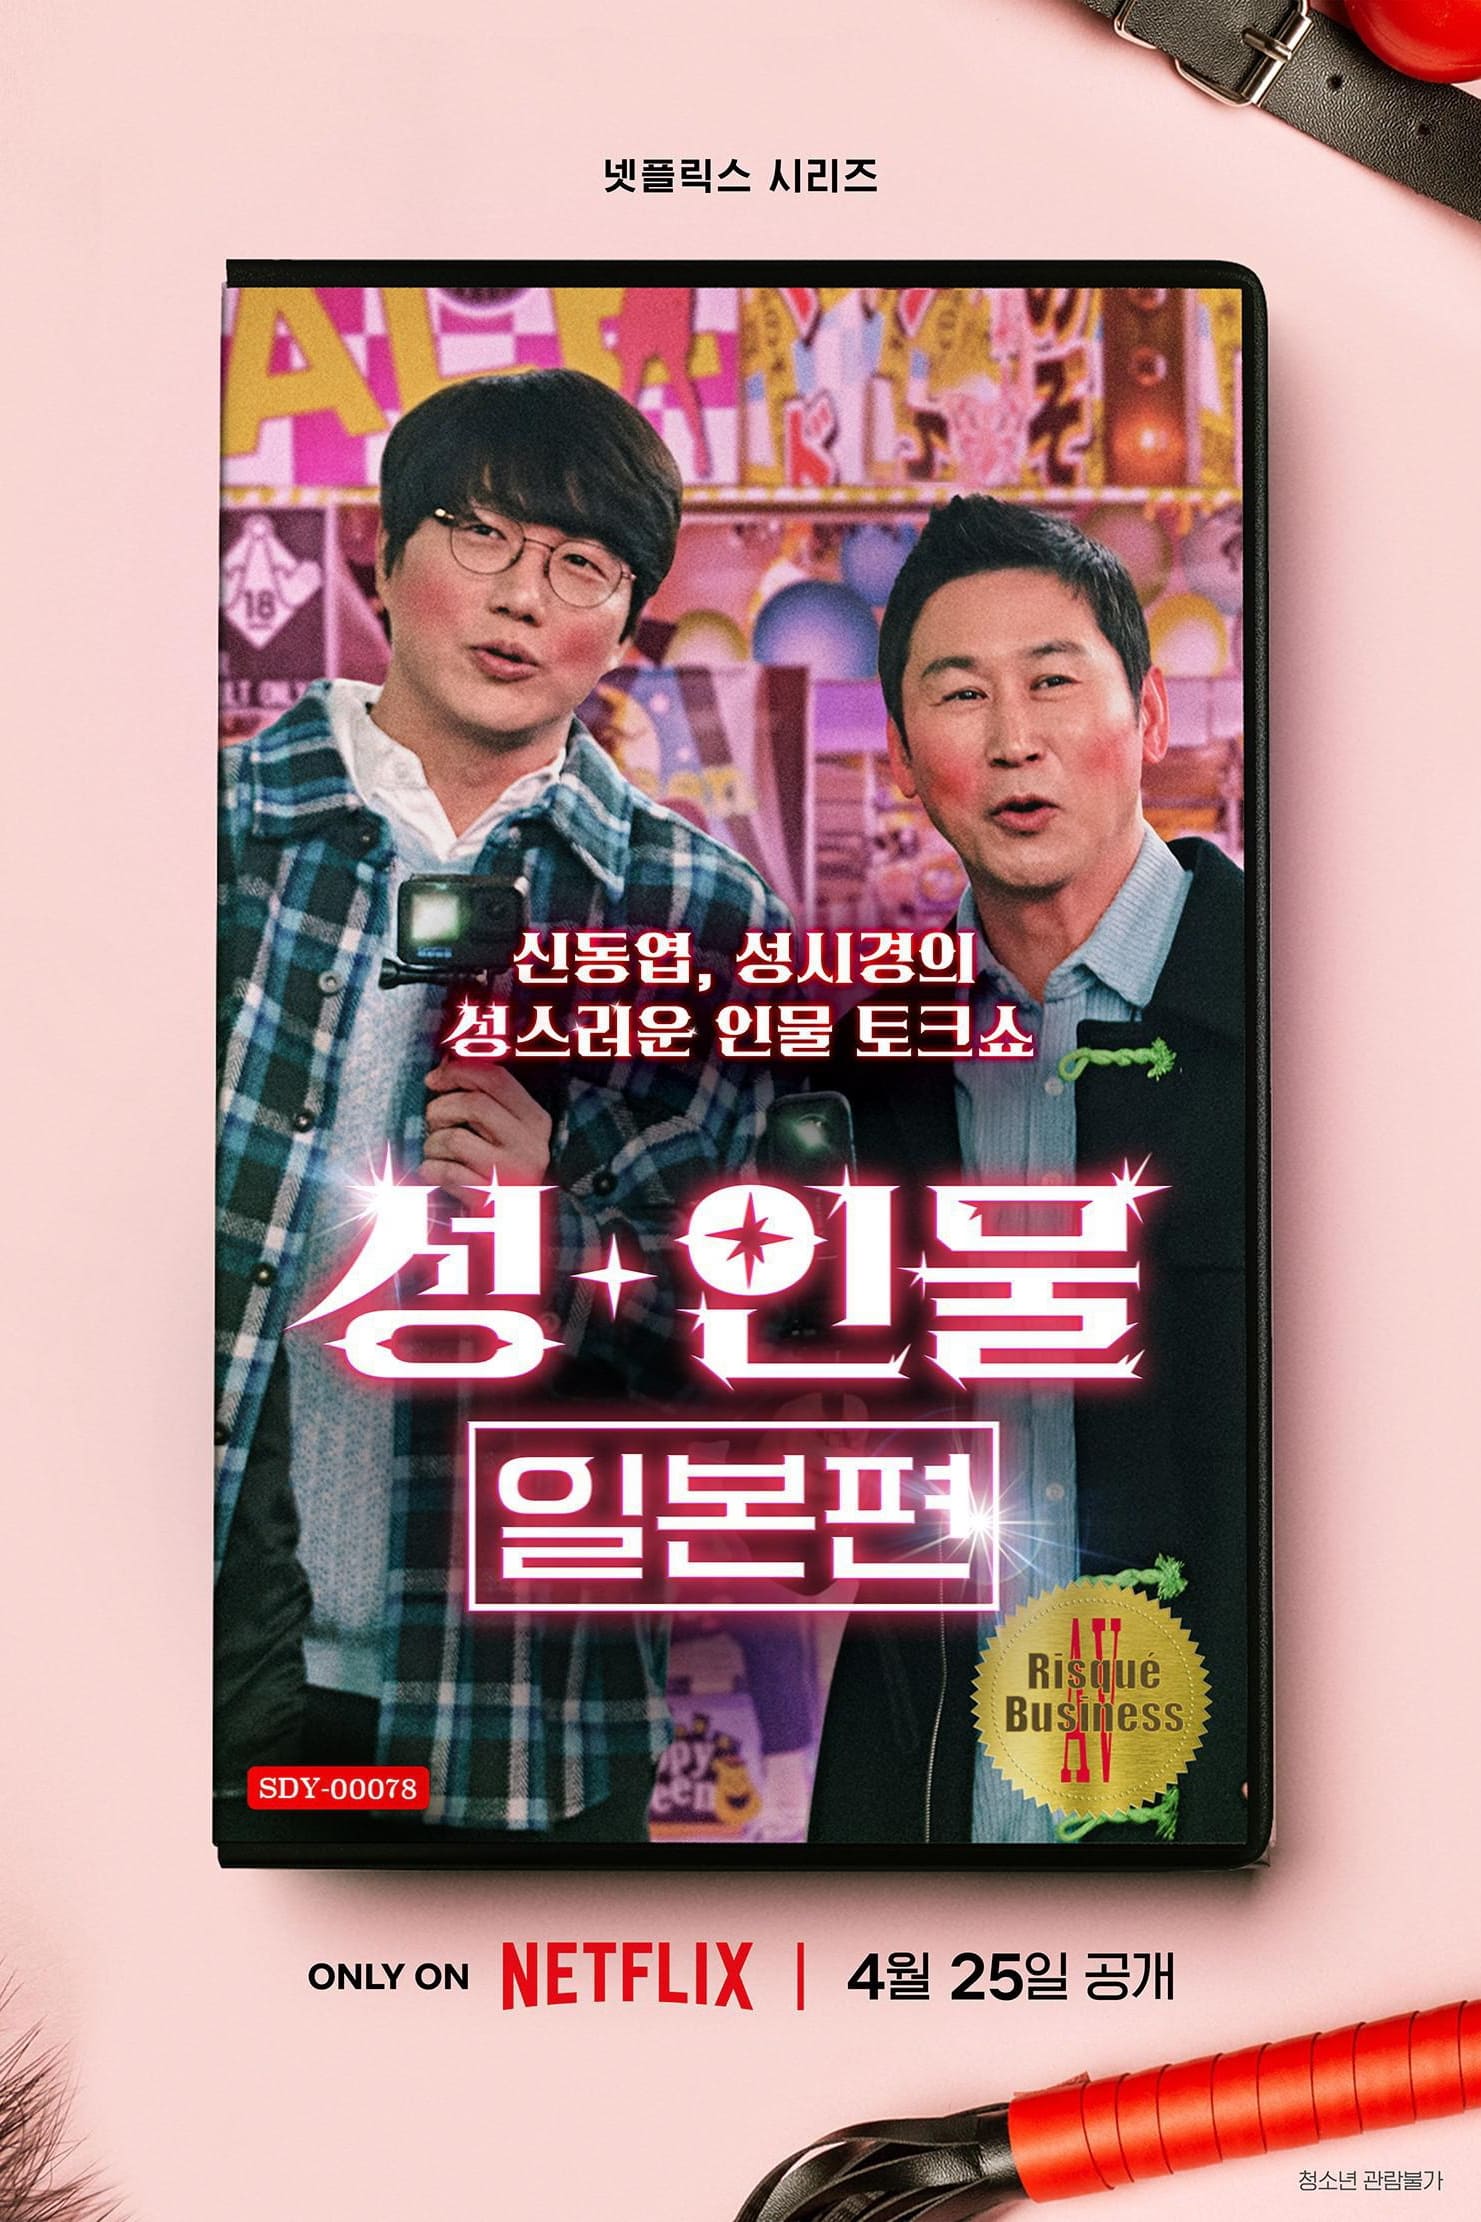 넷플릭스 시리즈
18
신동엽, 성시경의
성스러운 인물 토크쇼
성+인물
일본편
AV
Risqué
Business
SDY-00078
ONLY ON NETFLIX | 4월 25일 공개
청소년 관람불가